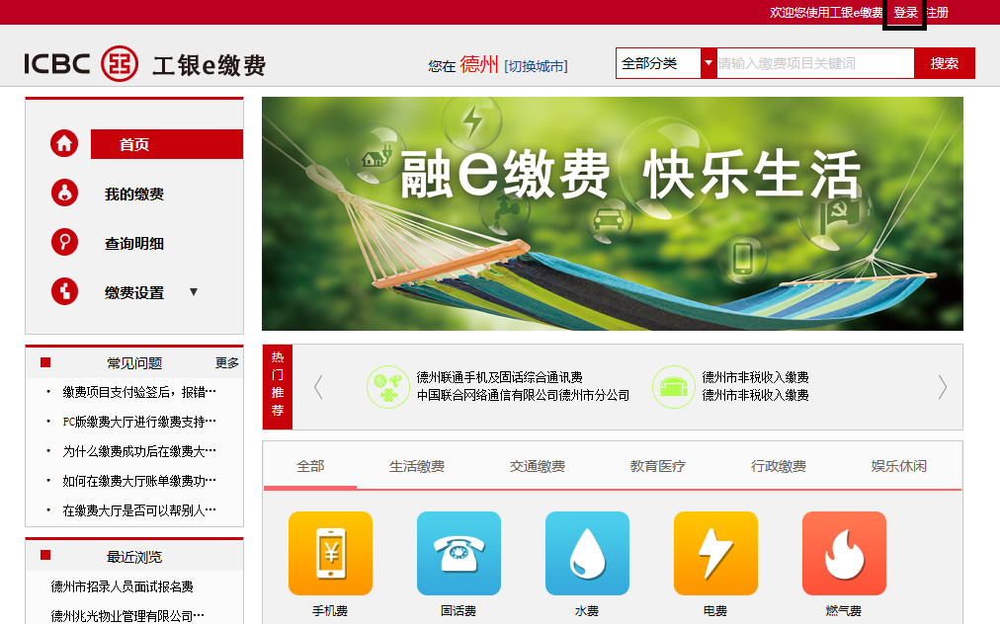 欢迎您使用工银e缴费 登录 注册
ICBC 工银e缴费
您在 德州 [切换城市]
全部分类 请输入缴费项目关键词 搜索
首页
我的缴费
查询明细
缴费设置
融e缴费 快乐生活
常见问题 更多
缴费项目支付验签后，报错…
PC版缴费大厅进行缴费支持…
为什么缴费成功后在缴费大…
如何在缴费大厅账单缴费功…
在缴费大厅是否可以帮别人…
最近浏览
德州市招录人员面试报名费
德州兆光物业管理有限公司…
热门推荐
德州联通手机及固话综合通讯费
中国联合网络通信有限公司德州市分公司
德州市非税收入缴费
德州市非税收入缴费
全部 生活缴费 交通缴费 教育医疗 行政缴费 娱乐休闲
手机费 固话费 水费 电费 燃气费